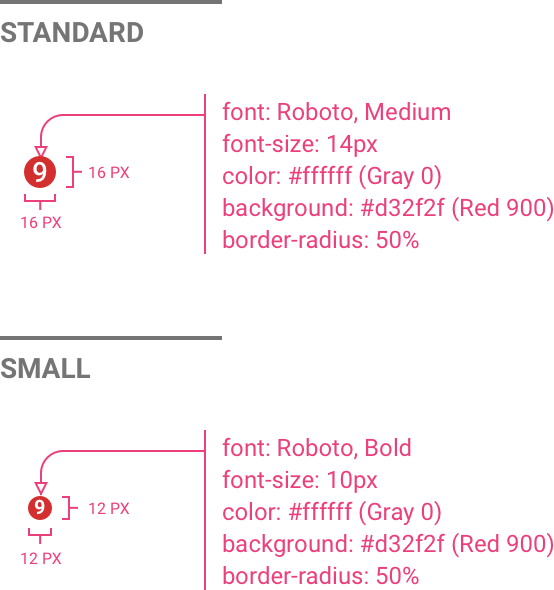 STANDARD
font: Roboto, Medium
font-size: 14px
color: #ffffff (Gray 0)
background: #d32f2f (Red 900)
border-radius: 50%
9
16 PX
16 PX
SMALL
font: Roboto, Bold
font-size: 10px
color: #ffffff (Gray 0)
background: #d32f2f (Red 900)
border-radius: 50%
9
12 PX
12 PX